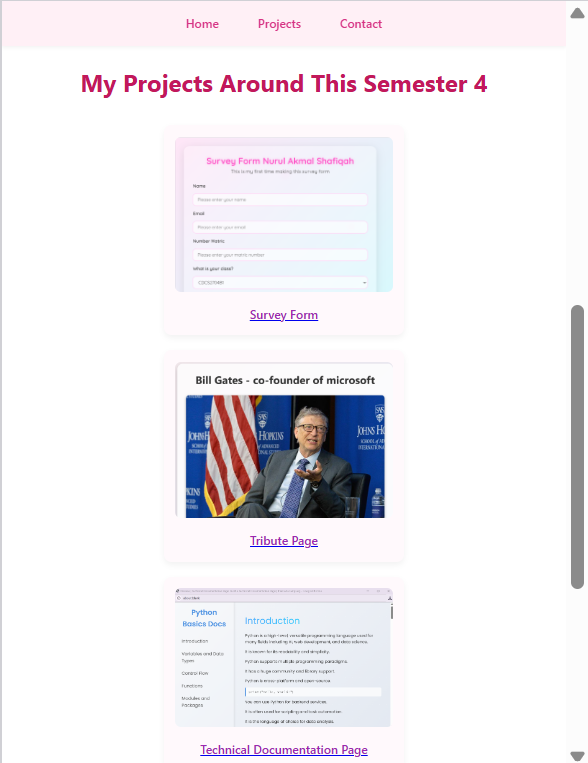 Home Projects Contact
My Projects Around This Semester 4
Survey Form Nurul Akmal Shafiqah
This is my first time making this survey form
Name
Please enter your name
Email
Please enter your email
Number Matric
Please enter your matric number
What is your class?
Survey Form
Bill Gates - co-founder of microsoft
SAIS
JOHNS HOPKINS
JOHNS H
SCHOOL of ADVANCED
INTERNATIONAL
Tribute Page
Python
Basics Docs
Introduction
Variables and Data
Types
Control Flow
Functions
Modules and
Packages
Introduction
Python is a high-level, versatile programming language used for
many fields including AI, web development, and data science.
It is known for its readability and simplicity.
Python supports multiple programming paradigms.
It has a huge community and library support.
Python is cross-platform and open-source.
You can use Python for backend services.
It is often used for scripting and task automation.
It is the language of choice for data analysis.
Technical Documentation Page